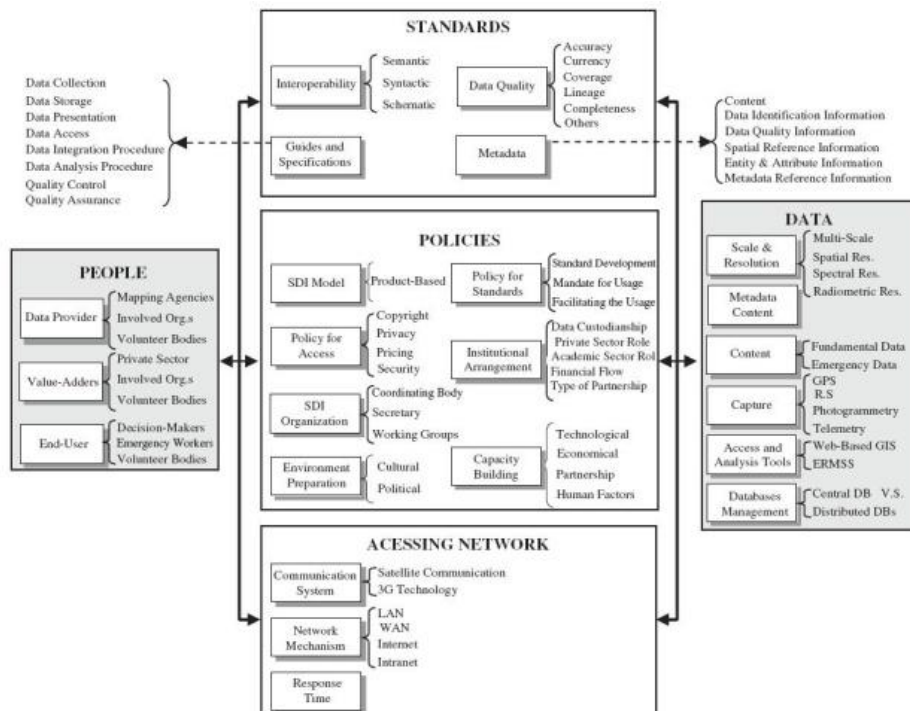 STANDARDS
Interoperability
Semantic
Syntactic
Schematic
Data Quality
Accuracy
Currency
Coverage
Lineage
Completeness
Others
Guides and
Specifications
Metadata
Data Collection
Data Storage
Data Presentation
Data Access
Data Integration Procedure
Data Analysis Procedure
Quality Control
Quality Assurance
Content
Data Identification Information
Data Quality Information
Spatial Reference Information
Entity & Attribute Information
Metadata Reference Information
PEOPLE
Data Provider
Mapping Agencies
Involved Org.s
Volunteer Bodies
Value-Adders
Private Sector
Involved Org.s
Volunteer Bodies
End-User
Decision-Makers
Emergency Workers
Volunteer Bodies
POLICIES
SDI Model
Product-Based
Policy for
Standards
Standard Development
Mandate for Usage
Facilitating the Usage
Policy for
Access
Copyright
Privacy
Pricing
Security
Institutional
Arrangement
Data Custodianship
Private Sector Role
Academic Sector Rol
Financial Flow
Type of Partnership
SDI
Organization
Coordinating Body
Secretary
Working Groups
Environment
Preparation
Cultural
Political
Capacity
Building
Technological
Economical
Partnership
Human Factors
DATA
Scale &
Resolution
Multi-Scale
Spatial Res.
Spectral Res.
Radiometric Res.
Metadata
Content
Content
Fundamental Data
Emergency Data
Capture
GPS
R.S
Photogrammetry
Telemetry
Access and
Analysis Tools
Web-Based GIS
ERMSS
Databases
Management
Central DB V.S.
Distributed DBs
ACESSING NETWORK
Communication
System
Satellite Communication
3G Technology
Network
Mechanism
LAN
WAN
Internet
Intranet
Response
Time